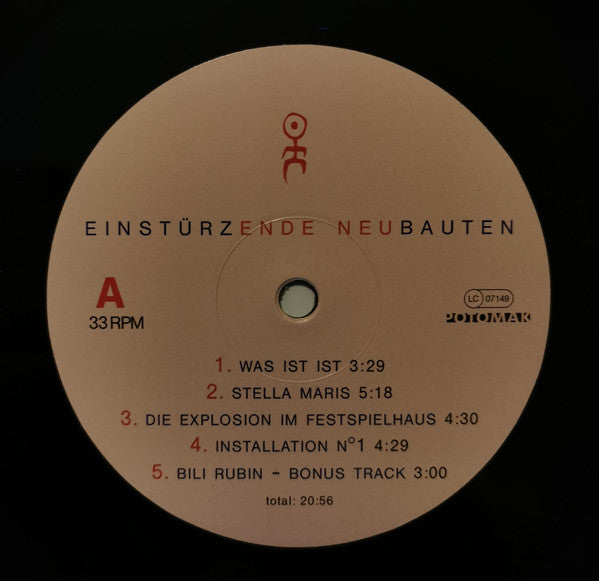 EINSTÜRZENDE NEUBAUTEN
A
33 RPM
LC 07149
POTOMAK
1. WAS IST IST 3:29
2. STELLA MARIS 5:18
3. DIE EXPLOSION IM FESTSPIELHAUS 4:30
4. INSTALLATION Nº1 4:29
5. BILI RUBIN - BONUS TRACK 3:00
total: 20:56